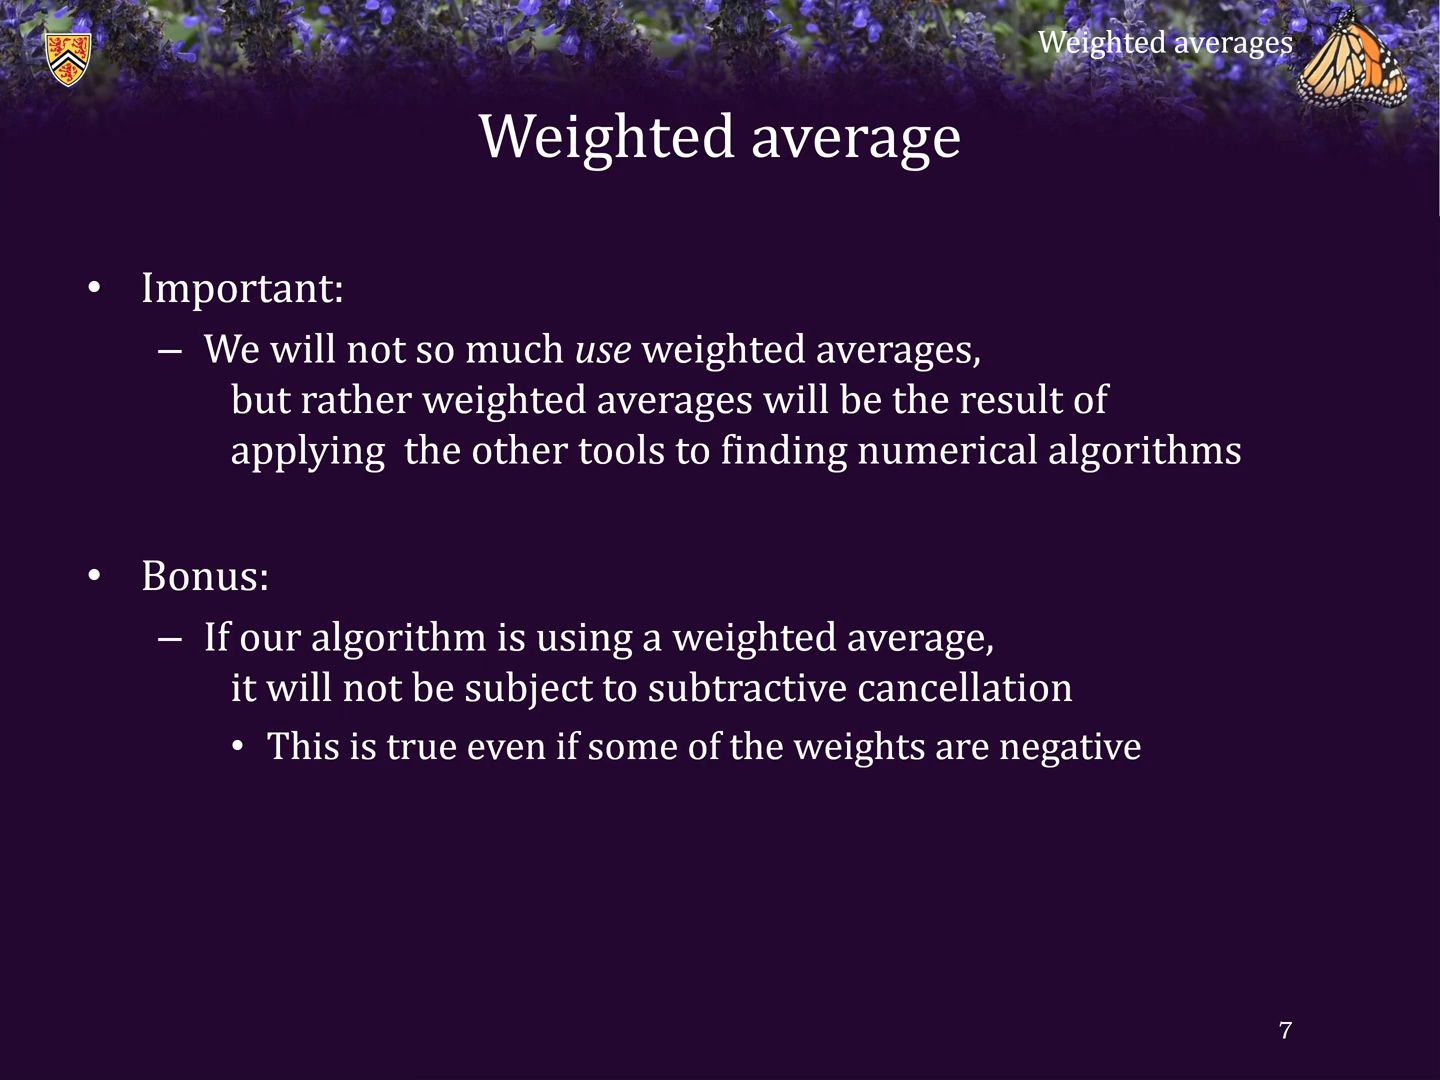 Weighted averages
Weighted average
• Important:
– We will not so much use weighted averages,
but rather weighted averages will be the result of
applying  the other tools to finding numerical algorithms
• Bonus:
– If our algorithm is using a weighted average,
it will not be subject to subtractive cancellation
• This is true even if some of the weights are negative
7